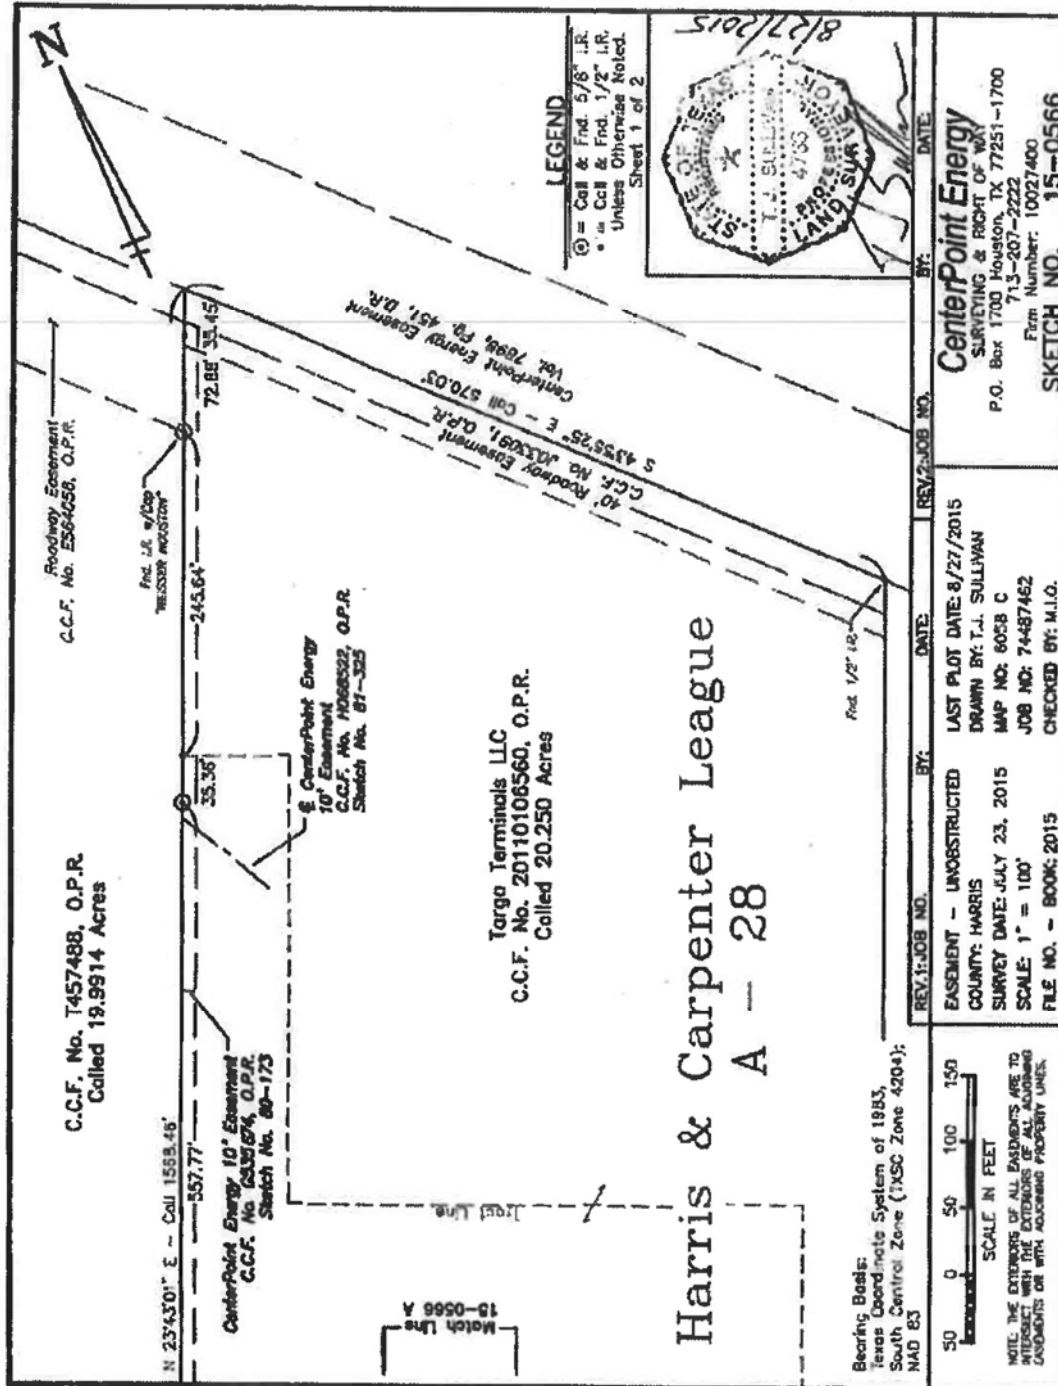 N
Roadway Easement
C.C.F. No. E564058, O.P.R.
C.C.F. No. T457488, O.P.R.
Called 19.9914 Acres
Fnd. I.R. w/Cap
"WEISSER HOUSTON"
N 23°43'01" E ~ Call 1568.46'
557.77'
35.36'
245.64'
72.88'
35.45'
CenterPoint Energy 10' Easement
C.C.F. No. G535674, O.P.R.
Sketch No. 80-173
CenterPoint Energy
10' Easement
C.C.F. No. H068522, O.P.R.
Sketch No. 81-325
CenterPoint Energy Easement
Vol. 7898, Pg. 451, D.R.
S 43°55'25" E ~ Call 570.03'
40' Roadway Easement
C.C.F. No. J033091, O.P.R.
Targa Terminals LLC
C.C.F. No. 20110106560, O.P.R.
Called 20.250 Acres
Harris & Carpenter League
A - 28
Fnd. 1/2" I.R.
Tract Line
Match Line
15-0566 A
LEGEND
= Call & Fnd. 5/8" I.R.
= Call & Fnd. 1/2" I.R.
Unless Otherwise Noted.
Sheet 1 of 2
8/27/2015
STATE OF TEXAS
T. J. SULLIVAN
4755
PROFESSIONAL
LAND SURVEYOR
Bearing Basis:
Texas Coordinate System of 1983,
South Central Zone (TXSC Zone 4204);
NAD 83
50 0 50 100 150
SCALE IN FEET
NOTE: THE EXTERIORS OF ALL EASEMENTS ARE TO
INTERSECT WITH THE EXTERIORS OF ALL ADJOINING
EASEMENTS OR WITH ADJOINING PROPERTY LINES.
REV.1: JOB NO. BY: DATE:
REV.2: JOB NO. BY: DATE:
EASEMENT - UNOBSTRUCTED
COUNTY: HARRIS
SURVEY DATE: JULY 23, 2015
SCALE: 1" = 100'
FILE NO. - BOOK: 2015
LAST PLOT DATE: 8/27/2015
DRAWN BY: T.J. SULLIVAN
MAP NO: 6058 C
JOB NO: 74487462
CHECKED BY: M.I.O.
CenterPoint Energy
SURVEYING & RIGHT OF WAY
P.O. Box 1700 Houston, TX 77251-1700
713-207-2222
Firm Number: 10027400
SKETCH NO. 15-0566